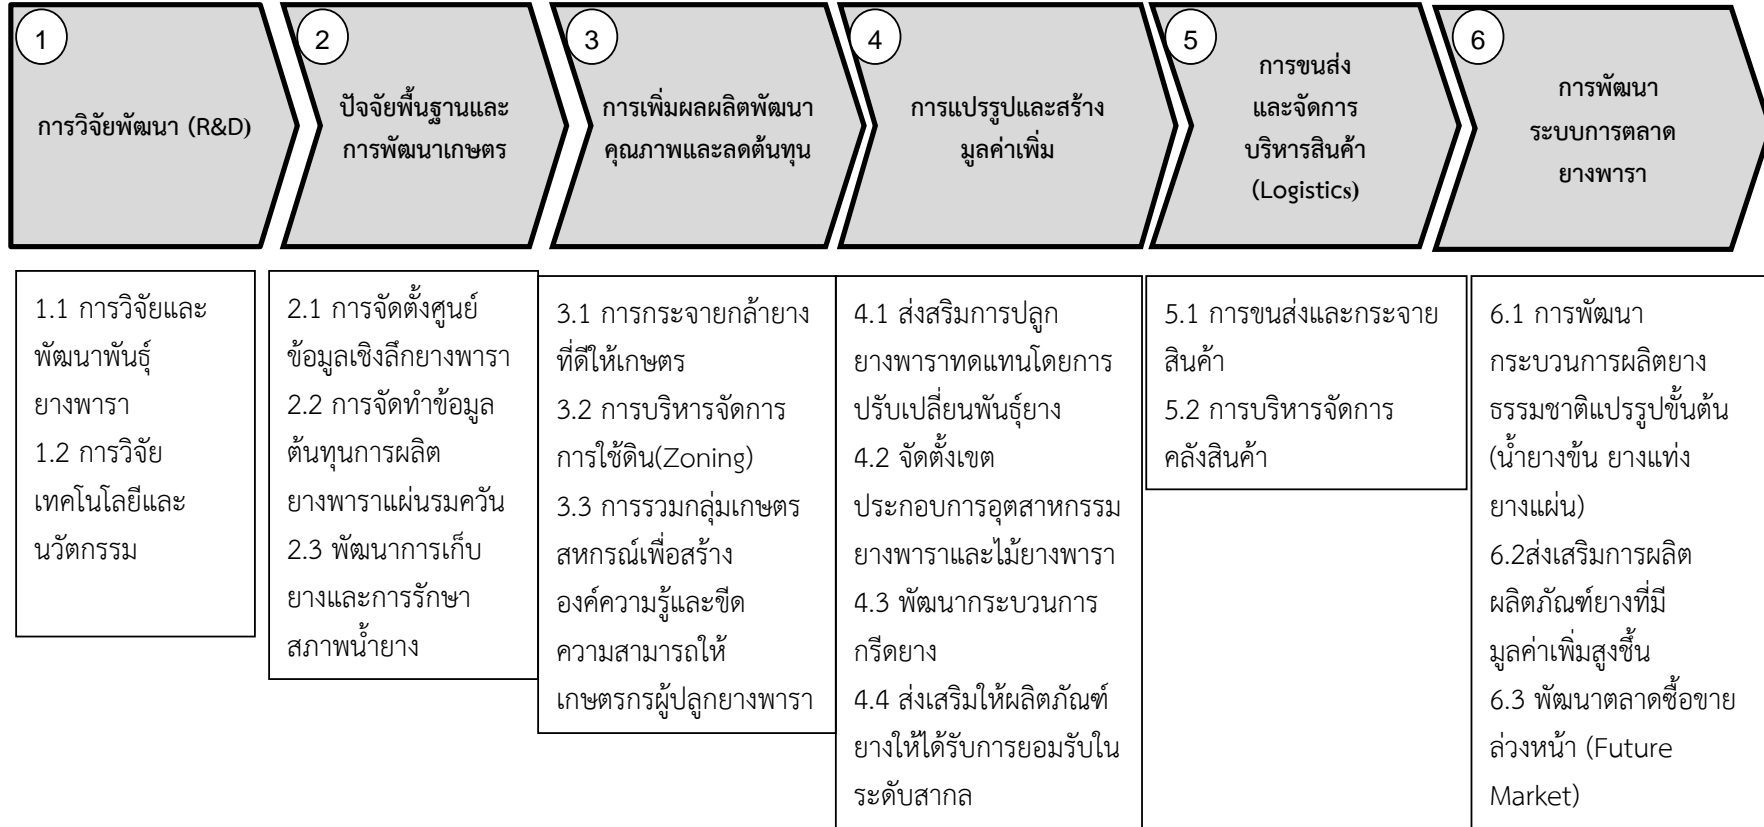 1
การวิจัยพัฒนา (R&D)
2
ปัจจัยพื้นฐานและ
การพัฒนาเกษตร
3
การเพิ่มผลผลิตพัฒนา
คุณภาพและลดต้นทุน
4
การแปรรูปและสร้าง
มูลค่าเพิ่ม
5
การขนส่ง
และจัดการ
บริหารสินค้า
(Logistics)
6
การพัฒนา
ระบบการตลาด
ยางพารา
1.1 การวิจัยและ
พัฒนาพันธุ์
ยางพารา
1.2 การวิจัย
เทคโนโลยีและ
นวัตกรรม
2.1 การจัดตั้งศูนย์
ข้อมูลเชิงลึกยางพารา
2.2 การจัดทำข้อมูล
ต้นทุนการผลิต
ยางพาราแผ่นรมควัน
2.3 พัฒนาการเก็บ
ยางและการรักษา
สภาพน้ำยาง
3.1 การกระจายกล้ายาง
ที่ดีให้เกษตร
3.2 การบริหารจัดการ
การใช้ดิน(Zoning)
3.3 การรวมกลุ่มเกษตร
สหกรณ์เพื่อสร้าง
องค์ความรู้และขีด
ความสามารถให้
เกษตรกรผู้ปลูกยางพารา
4.1 ส่งสริมการปลูก
ยางพาราทดแทนโดยการ
ปรับเปลี่ยนพันธุ์ยาง
4.2 จัดตั้งเขต
ประกอบการอุตสาหกรรม
ยางพาราและไม้ยางพารา
4.3 พัฒนากระบวนการ
กรีดยาง
4.4 ส่งเสริมให้ผลิตภัณฑ์
ยางให้ได้รับการยอมรับใน
ระดับสากล
5.1 การขนส่งและกระจาย
สินค้า
5.2 การบริหารจัดการ
คลังสินค้า
6.1 การพัฒนา
กระบวนการผลิตยาง
ธรรมชาติแปรรูปขั้นต้น
(น้ำยางข้น ยางแท่ง
ยางแผ่น)
6.2ส่งเสริมการผลิต
ผลิตภัณฑ์ยางที่มี
มูลค่าเพิ่มสูงขึ้น
6.3 พัฒนาตลาดซื้อขาย
ล่วงหน้า (Future
Market)